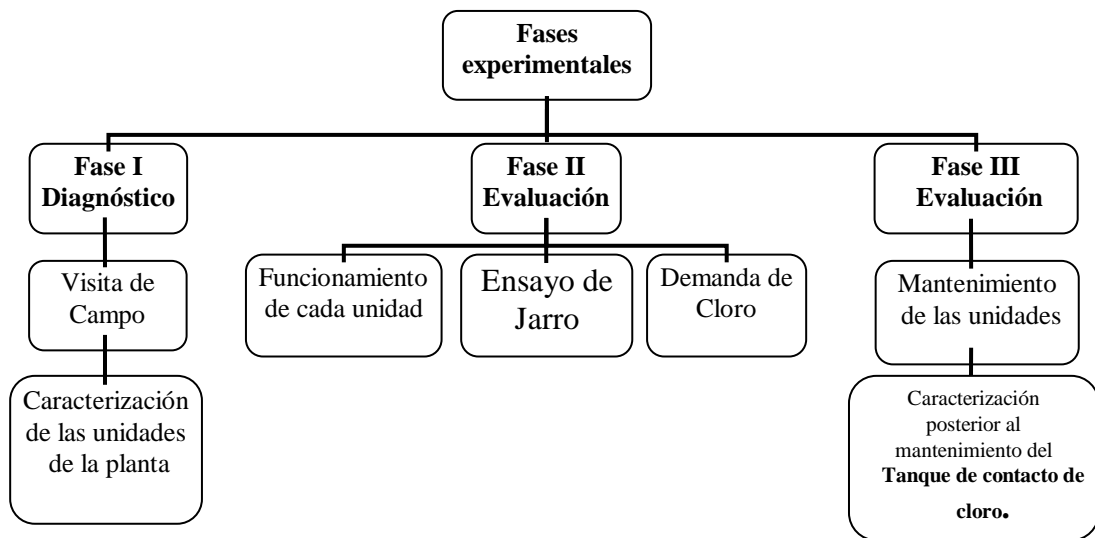 Fases
experimentales
Fase I
Diagnóstico
Fase II
Evaluación
Fase III
Evaluación
Visita de
Campo
Funcionamiento
de cada unidad
Ensayo de
Jarro
Demanda de
Cloro
Mantenimiento
de las unidades
Caracterización
de las unidades
de la planta
Caracterización
posterior al
mantenimiento del
Tanque de contacto de
cloro.